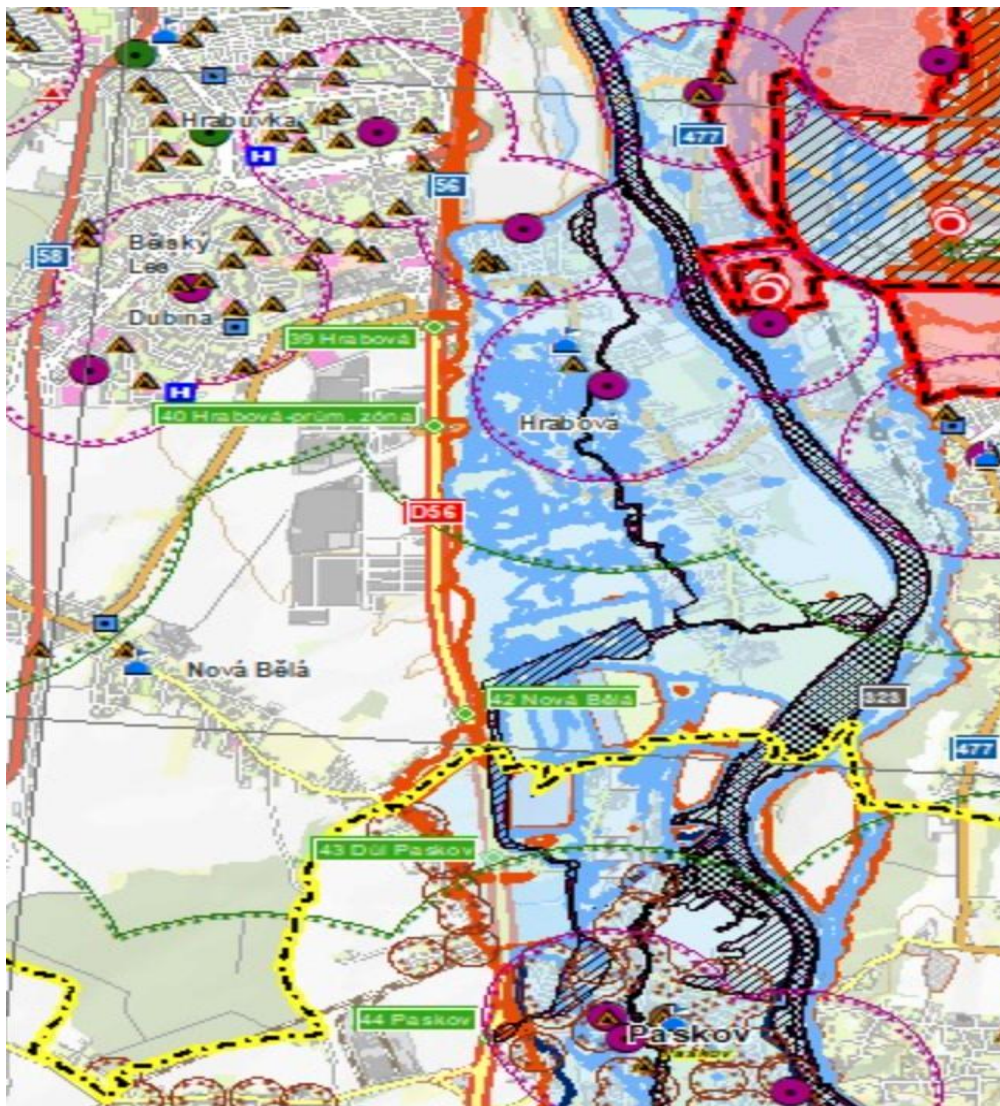 Hrabůvka
H
477
56
58
Bělský
Les
Dubina
39 Hrabová
H
40 Hrabová-prům. zóna
Hrabová
D56
Nová Bělá
42 Nová Bělá
323
477
43 Důl Paskov
44 Paskov
Paskov
Paskov